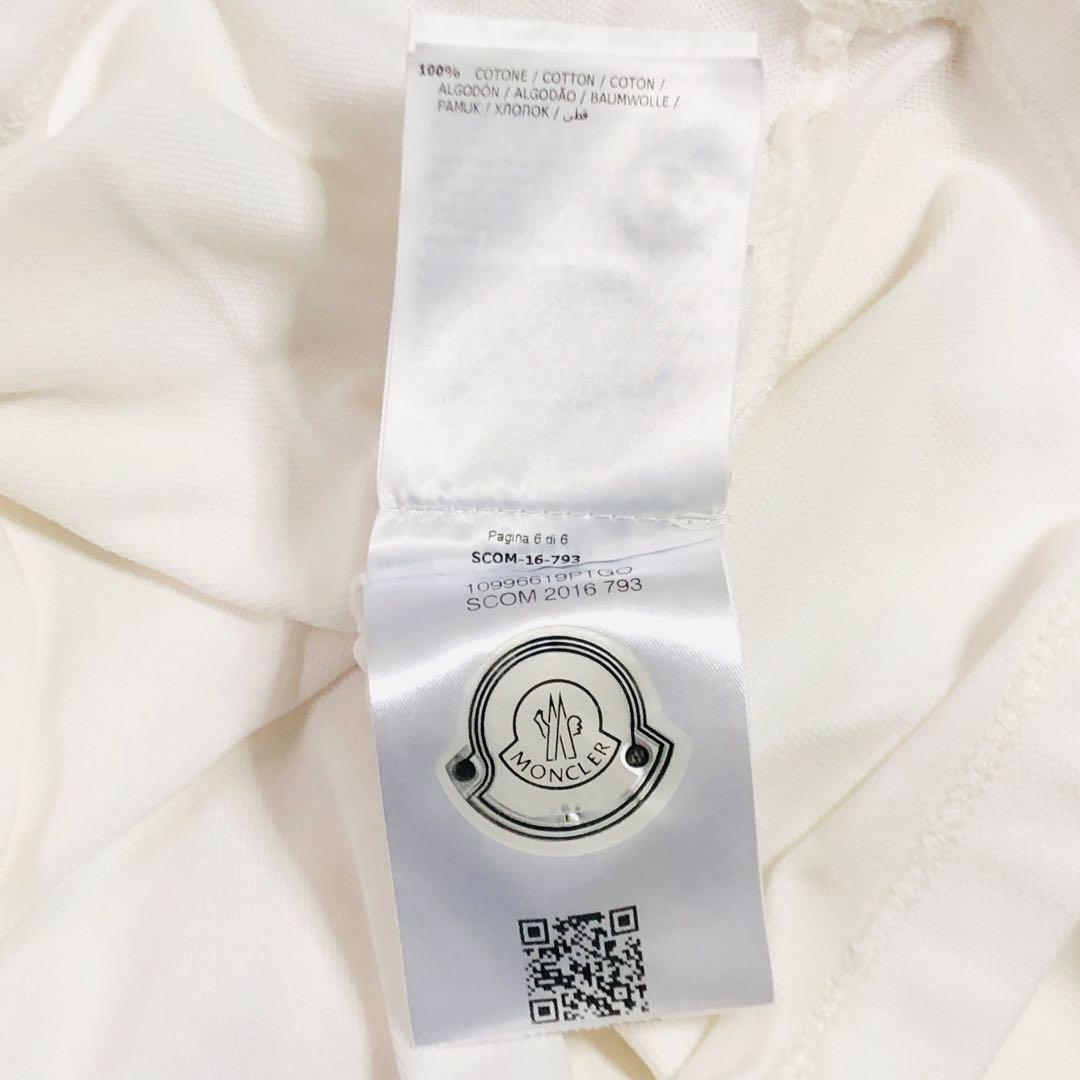 100% COTONE / COTTON / COTON /
ALGODÓN / ALGODÃO / BAUMWOLLE /
PAMUK / ХЛОПОК / قطن
Pagina 6 di 6
SCOM-16-793
10996619PTGO
SCOM 2016 793
MONCLER